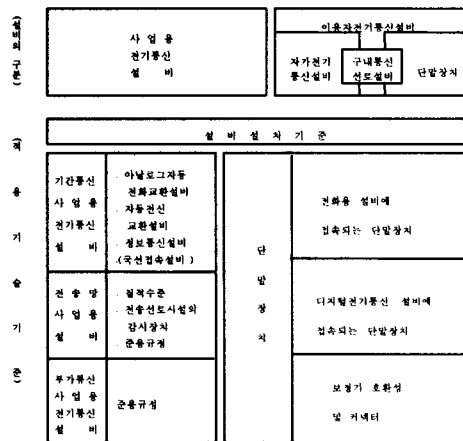 (설비의 구분)
사 업 용
전기통신
설 비
이용자전기통신설비
자가전기
통신설비
구내통신
선로설비
단말장치
(적 용 기 술 기 준)
설 비 설 치 기 준
기간통신
사 업 용
전기통신
설 비
. 아날로그자동
전화교환설비
. 자동전신
교환설비
. 정보통신설비
(국선접속설비)
전 송 망
사 업 용
설 비
. 질적수준
. 전송선로시설의
감시장치
. 준용규정
부가통신
사 업 용
전기통신
설 비
준용규정
단 말 장 치
전화용 설비에
접속되는 단말장치
디지털전기통신 설비에
접속되는 단말장치
보청기 호환성
및 커넥터